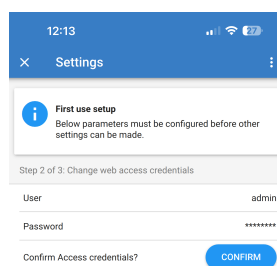 12:13
27
Settings
First use setup
Below parameters must be configured before other
settings can be made.
Step 2 of 3: Change web access credentials
User admin
Password ********
Confirm Access credentials? CONFIRM